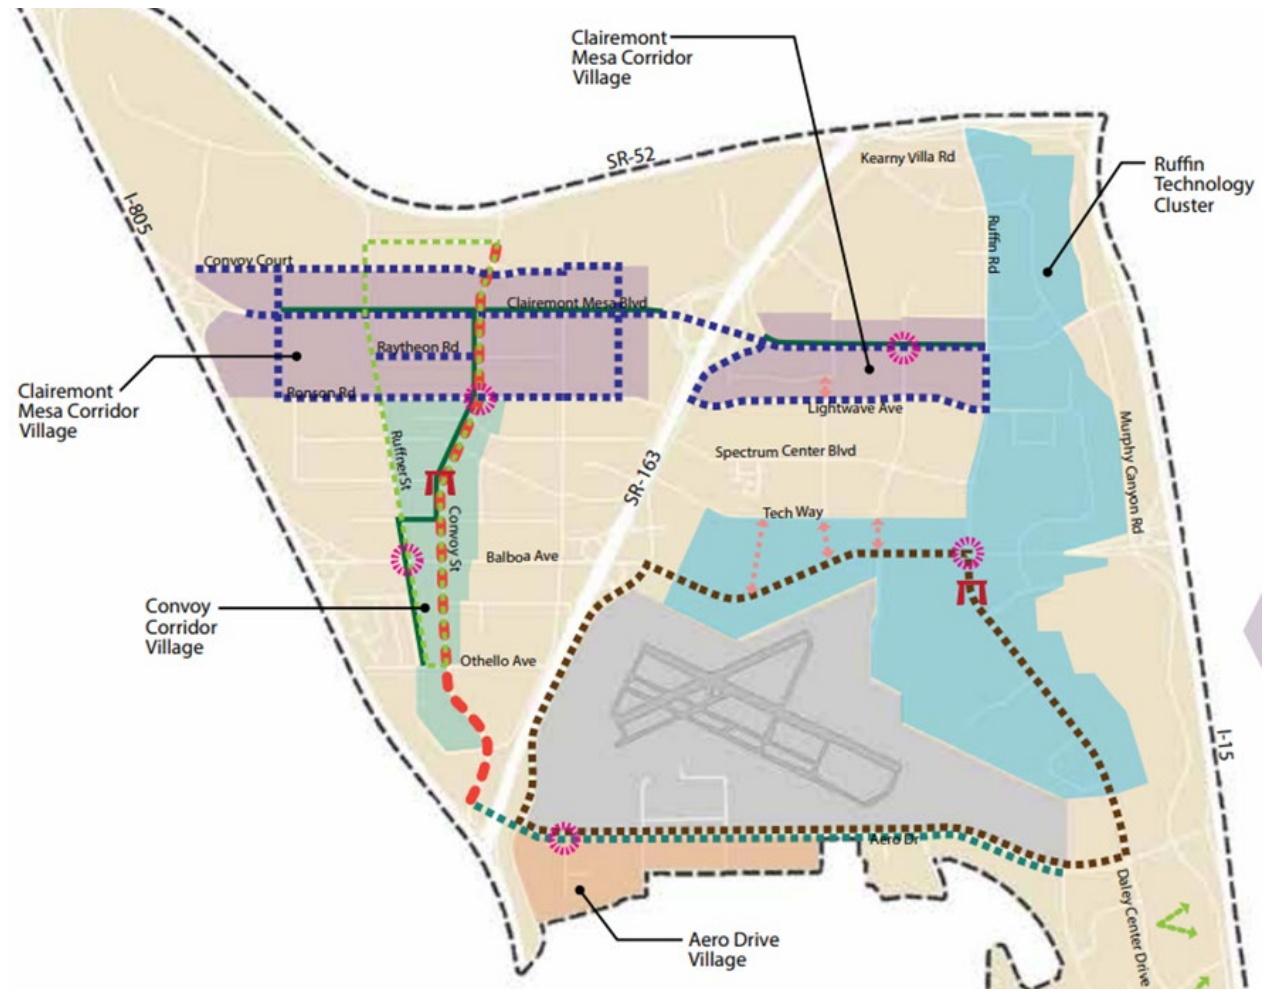 Clairemont
Mesa Corridor
Village
SR-52
Kearny Villa Rd
Ruffin
Technology
Cluster
I-805
Ruffin Rd
Convoy Court
Clairemont Mesa Blvd
Raytheon Rd
Clairemont
Mesa Corridor
Village
Ronson Rd
Lightwave Ave
Murphy Canyon Rd
Ruffner St
Spectrum Center Blvd
SR-163
Tech Way
Convoy St
Balboa Ave
Convoy
Corridor
Village
Othello Ave
I-15
Aero Dr
Daley Center Drive
Aero Drive
Village